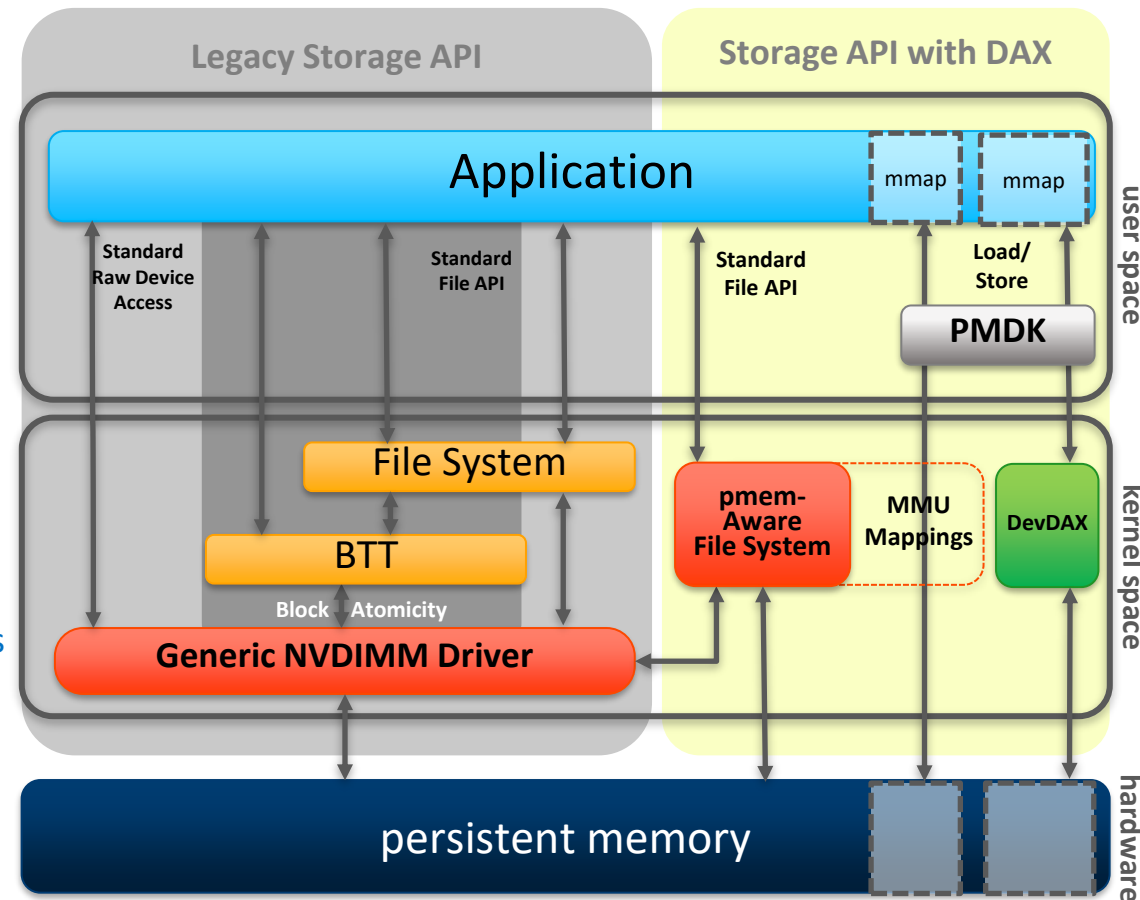 Legacy Storage API
Storage API with DAX
Application
mmap
mmap
user space
Standard
Raw Device
Access
Standard
File API
Standard
File API
Load/
Store
PMDK
File System
BTT
Block Atomicity
Generic NVDIMM Driver
pmem-
Aware
File System
MMU
Mappings
DevDAX
kernel space
s
persistent memory
hardware